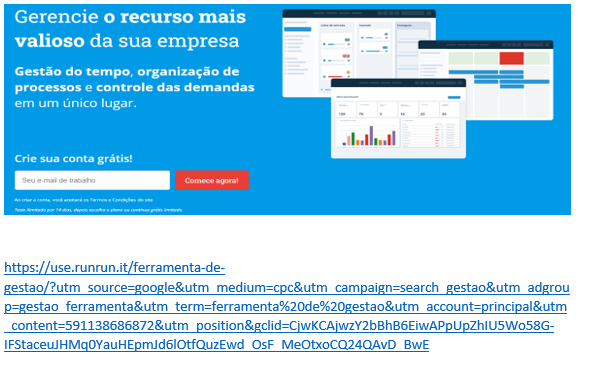 Gerencie o recurso mais
valioso da sua empresa
Gestão do tempo, organização de
processos e controle das demandas
em um único lugar.
Crie sua conta grátis!
Seu e-mail de trabalho
Comece agora!
Ao criar a conta, você aceitará os Termos e Condições do site
Teste ilimitado por 14 dias, depois escolha o plano ou continue grátis limitado.
https://use.runrun.it/ferramenta-de-
gestao/?utm_source=google&utm_medium=cpc&utm_campaign=search_gestao&utm_adgrou
p=gestao_ferramenta&utm_term=ferramenta%20de%20gestao&utm_account=principal&utm
_content=591138686872&utm_position&gclid=CjwKCAjwzY2bBhB6EiwAPpUpZhIU5Wo58G-
IFStaceuJHMq0YauHEpmJd6lOtfQuzEwd_OsF_MeOtxoCQ24QAvD_BwE